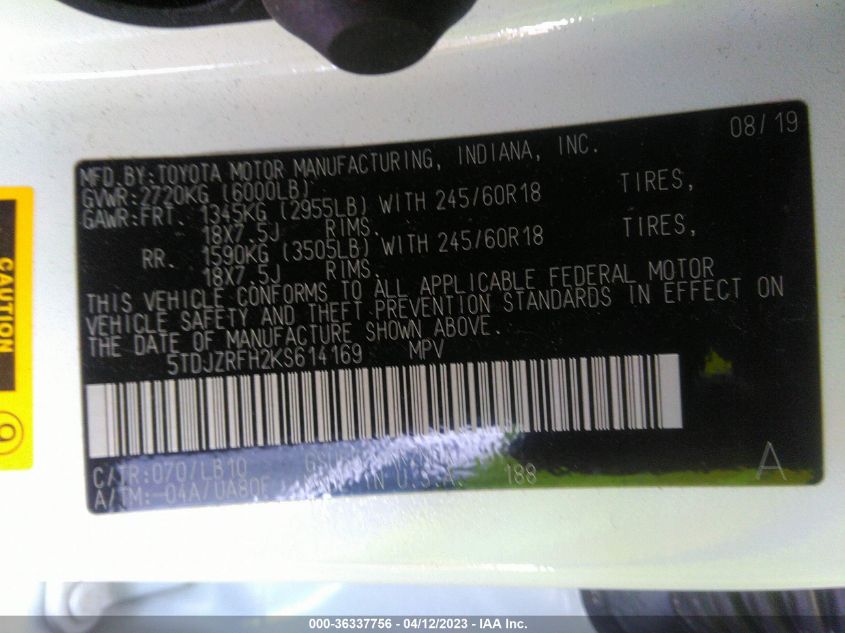 08/19
MFD.BY:TOYOTA MOTOR MANUFACTURING, INDIANA, INC.
GVWR:2720KG (6000LB)
GAWR:FRT. 1345KG (2955LB) WITH 245/60R18 TIRES,
18X7.5J RIMS.
RR. 1590KG (3505LB) WITH 245/60R18 TIRES,
18X7.5J RIMS.
THIS VEHICLE CONFORMS TO ALL APPLICABLE FEDERAL MOTOR
VEHICLE SAFETY AND THEFT PREVENTION STANDARDS IN EFFECT ON
THE DATE OF MANUFACTURE SHOWN ABOVE.
5TDJZRFH2KS614169 MPV
C/TR:070/LB10
A/TM:-04A/UA80E IN U.S.A. 188 A
CAUTION
000-36337756 - 04/12/2023 - IAA Inc.